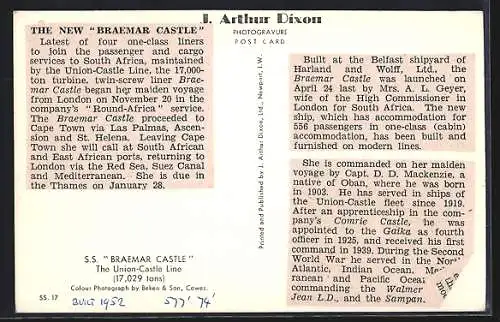 J. Arthur Dixon
PHOTOGRAVURE
POST CARD
THE NEW "BRAEMAR CASTLE"
Latest of four one-class liners
to join the passenger and cargo
services to South Africa, maintained
by the Union-Castle Line, the 17,000-
ton turbine, twin-screw liner Brae-
mar Castle began her maiden voyage
from London on November 20 in the
company's "Round-Africa" service.
The Braemar Castle proceeded to
Cape Town via Las Palmas, Ascen-
sion and St. Helena. Leaving Cape
Town she will call at South African
and East African ports, returning to
London via the Red Sea, Suez Canal
and Mediterranean. She is due in
the Thames on January 28.
S.S. "BRAEMAR CASTLE"
The Union-Castle Line
(17,029 tons)
Colour Photograph by Beken & Son, Cowes.
SS. 17
BUILT 1952 577' 74'
Printed and Published by J. Arthur Dixon, Ltd., Newport, I.W.
Built at the Belfast shipyard of
Harland and Wolff, Ltd., the
Braemar Castle was launched on
April 24 last by Mrs. A. L. Geyer,
wife of the High Commissioner in
London for South Africa. The new
ship, which has accommodation for
556 passengers in one-class (cabin)
accommodation, has been built and
furnished on modern lines.
She is commanded on her maiden
voyage by Capt. D. D. Mackenzie, a
native of Oban, where he was born in
1903. He has served in ships of
the Union-Castle fleet since 1919.
After an apprenticeship in the com-
pany's Comrie Castle, he was
appointed to the Gaika as fourth
officer in 1925, and received his
first command in 1939. During the
Second World War he served in the
Atlantic, Indian Ocean,
and Pacific
commanding the Walmer
Jean L.D., and the Sampan.